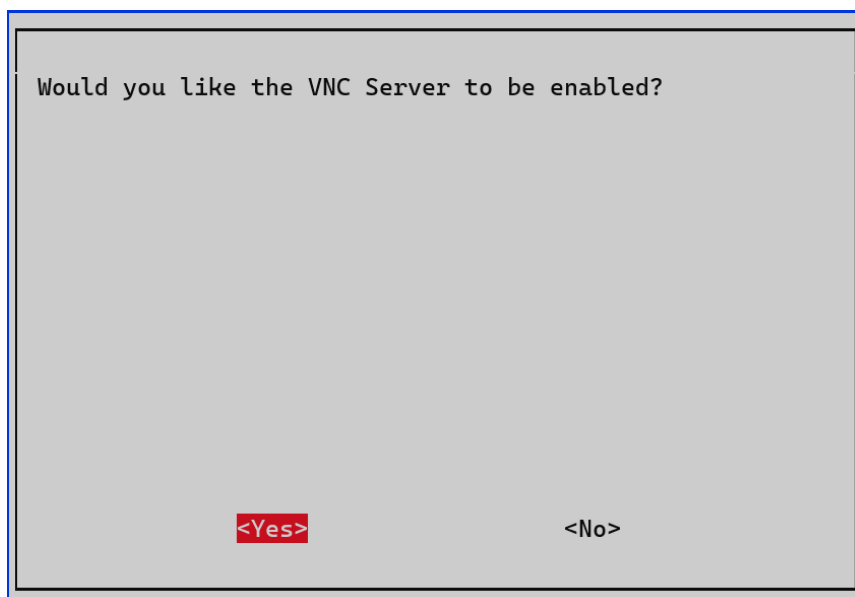 Would you like the VNC Server to be enabled?
<Yes> <No>